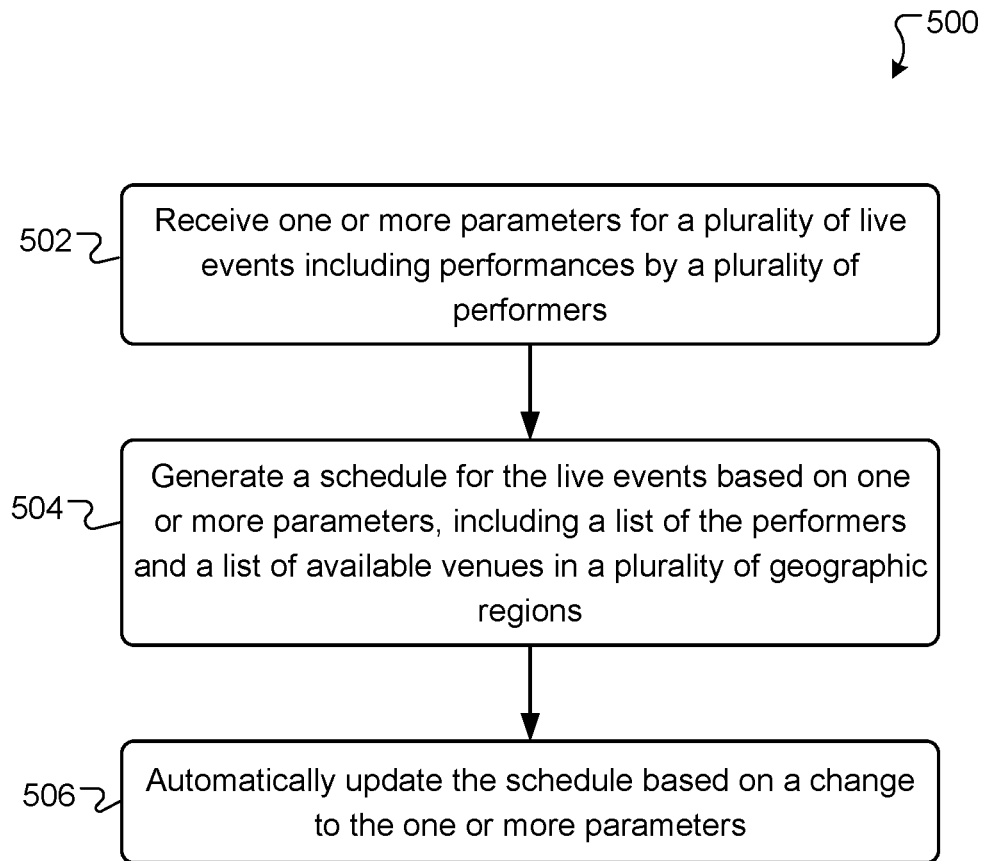 500
502
Receive one or more parameters for a plurality of live
events including performances by a plurality of
performers
504
Generate a schedule for the live events based on one
or more parameters, including a list of the performers
and a list of available venues in a plurality of geographic
regions
506
Automatically update the schedule based on a change
to the one or more parameters